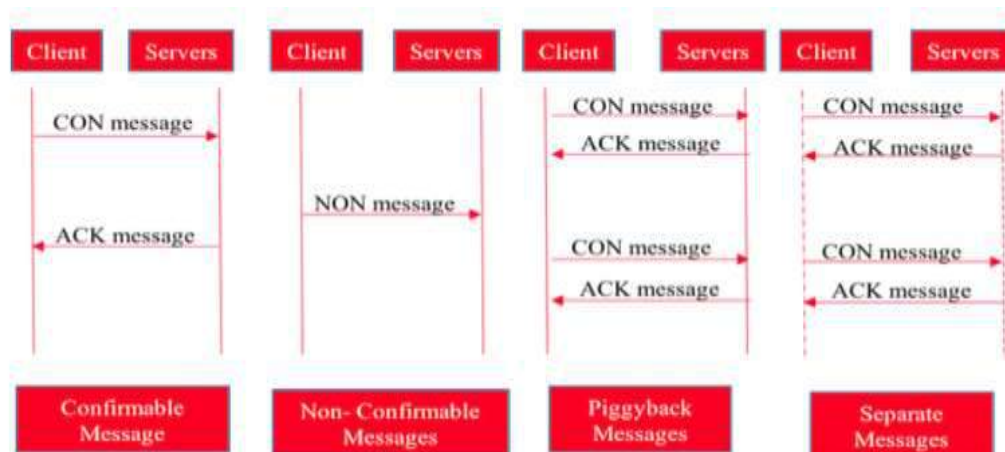 Client
Servers
CON message
ACK message
Confirmable
Message
Client
Servers
NON message
Non- Confirmable
Messages
Client
Servers
CON message
ACK message
CON message
ACK message
Piggyback
Messages
Client
Servers
CON message
ACK message
CON message
ACK message
Separate
Messages